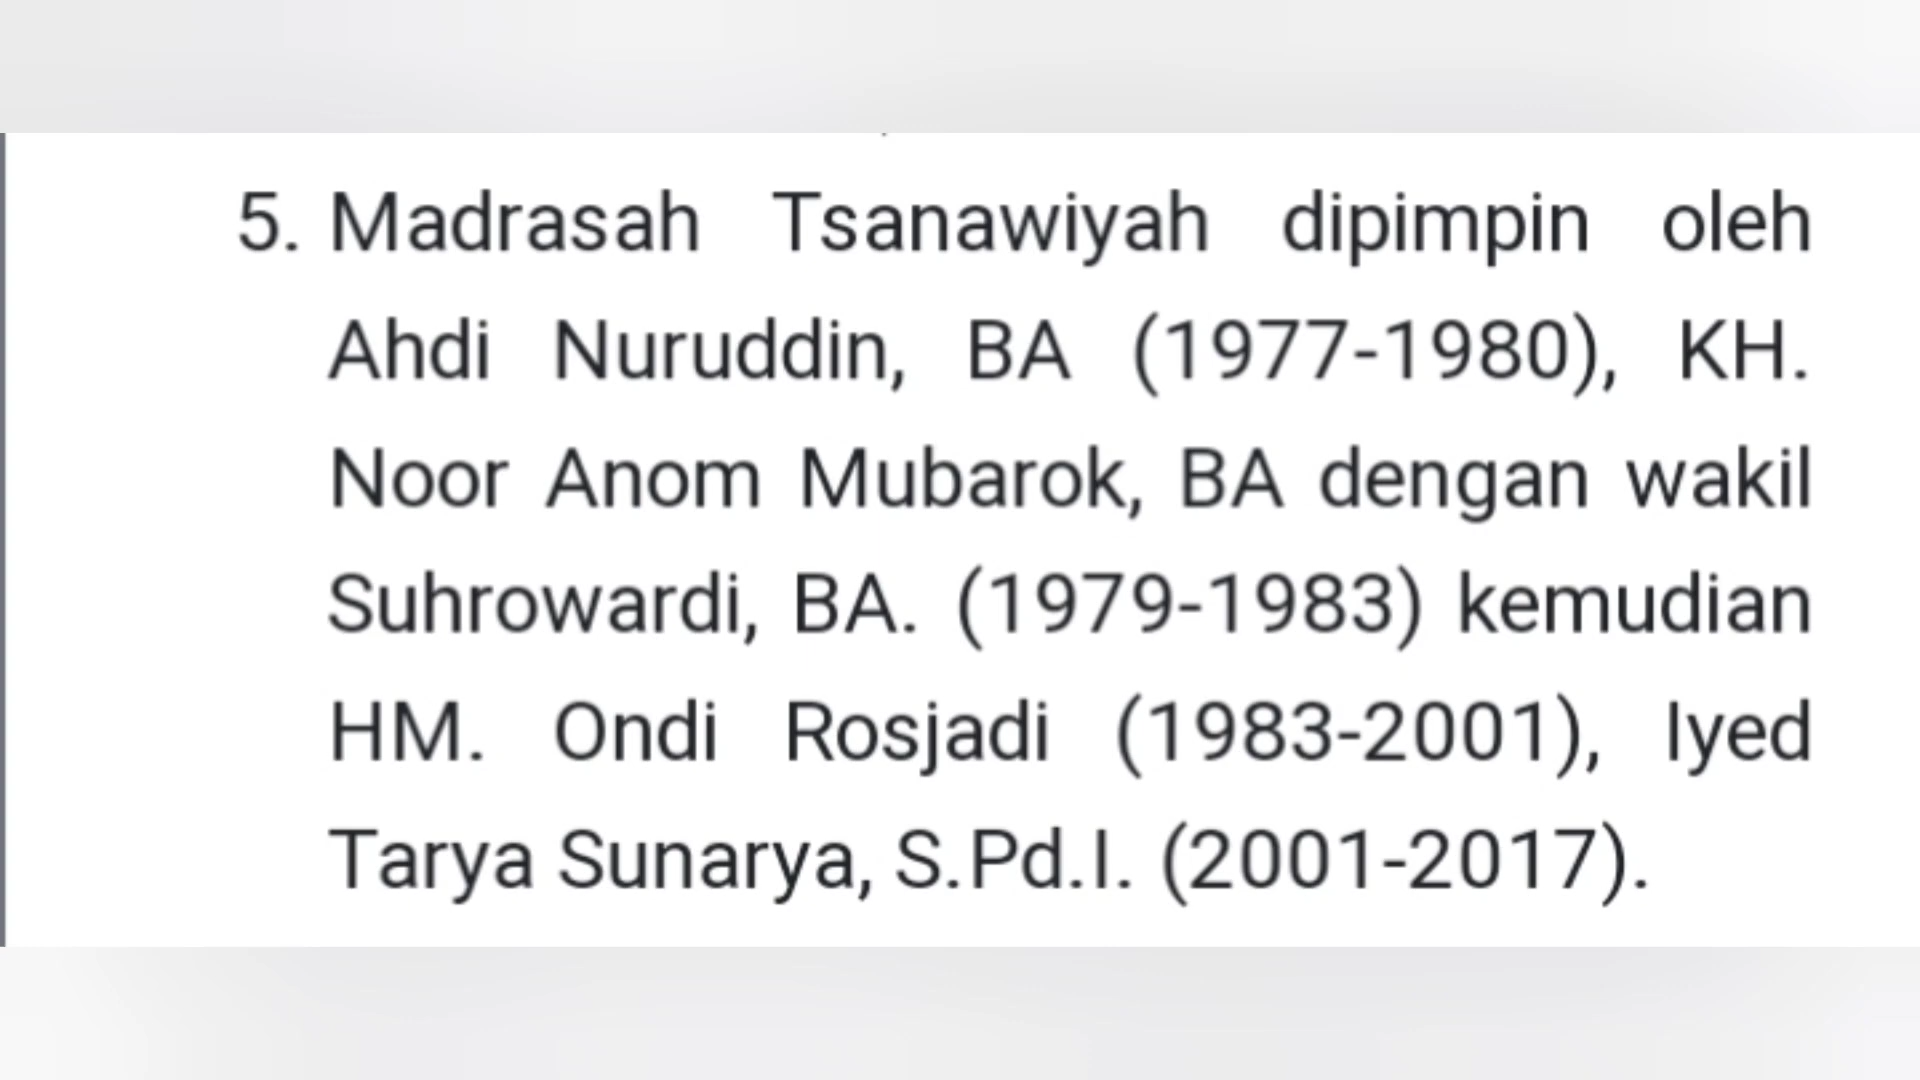 5. Madrasah Tsanawiyah dipimpin oleh
Ahdi Nuruddin, BA (1977-1980), KH.
Noor Anom Mubarok, BA dengan wakil
Suhrowardi, BA. (1979-1983) kemudian
HM. Ondi Rosjadi (1983-2001), Iyed
Tarya Sunarya, S.Pd.I. (2001-2017).